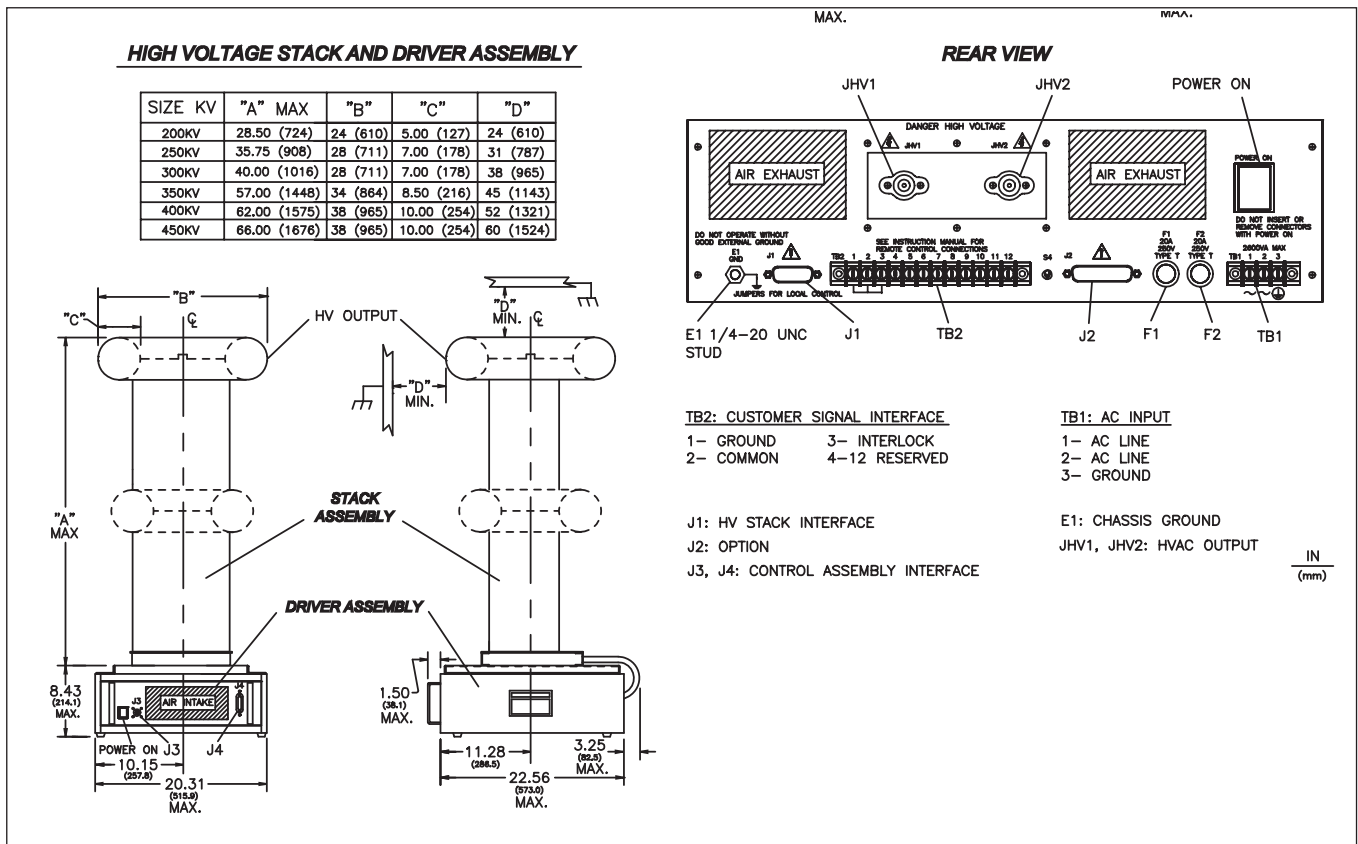 MAX.
MAX.
HIGH VOLTAGE STACK AND DRIVER ASSEMBLY
SIZE KV "A" MAX "B" "C" "D"
200KV 28.50 (724) 24 (610) 5.00 (127) 24 (610)
250KV 35.75 (908) 28 (711) 7.00 (178) 31 (787)
300KV 40.00 (1016) 28 (711) 7.00 (178) 38 (965)
350KV 57.00 (1448) 34 (864) 8.50 (216) 45 (1143)
400KV 62.00 (1575) 38 (965) 10.00 (254) 52 (1321)
450KV 66.00 (1676) 38 (965) 10.00 (254) 60 (1524)
"B"
"C"
℄
HV OUTPUT
"D"
MIN.
℄
"D"
MIN.
"A"
MAX
STACK
ASSEMBLY
DRIVER ASSEMBLY
8.43
(214.1)
MAX.
J3
AIR INTAKE
J4
POWER ON J3 J4
10.15
(257.8)
20.31
(515.9)
MAX.
1.50
(38.1)
MAX.
11.28
(286.5)
3.25
(82.5)
MAX.
22.56
(573.0)
MAX.
REAR VIEW
JHV1
JHV2
POWER ON
DANGER HIGH VOLTAGE
JHV1
JHV2
AIR EXHAUST
AIR EXHAUST
POWER ON
DO NOT INSERT OR
REMOVE CONNECTORS
WITH POWER ON
DO NOT OPERATE WITHOUT
GOOD EXTERNAL GROUND
SEE INSTRUCTION MANUAL FOR
REMOTE CONTROL CONNECTIONS
E1
GND
J1
TB2 1 2 3 4 5 6 7 8 9 10 11 12
S4
J2
F1
20A
250V
TYPE T
F2
20A
250V
TYPE T
2600VA MAX
TB1 1 2 3
JUMPERS FOR LOCAL CONTROL
~ ~
E1 1/4-20 UNC
STUD
J1
TB2
J2
F1
F2
TB1
TB2: CUSTOMER SIGNAL INTERFACE
1- GROUND 3- INTERLOCK
2- COMMON 4-12 RESERVED
TB1: AC INPUT
1- AC LINE
2- AC LINE
3- GROUND
J1: HV STACK INTERFACE
J2: OPTION
J3, J4: CONTROL ASSEMBLY INTERFACE
E1: CHASSIS GROUND
JHV1, JHV2: HVAC OUTPUT
IN
(mm)